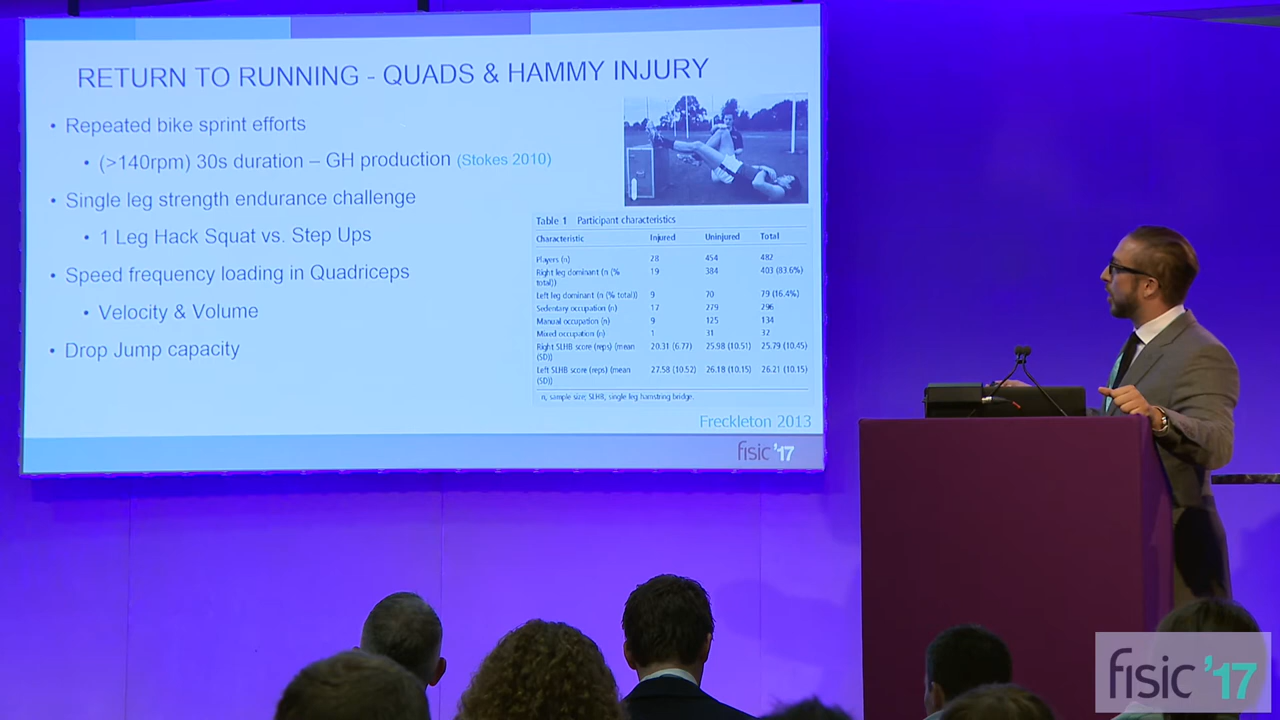 RETURN TO RUNNING - QUADS & HAMMY INJURY
• Repeated bike sprint efforts
• (>140rpm) 30s duration – GH production (Stokes 2010)
• Single leg strength endurance challenge
• 1 Leg Hack Squat vs. Step Ups
• Speed frequency loading in Quadriceps
• Velocity & Volume
• Drop Jump capacity
Table 1 Participant characteristics
Characteristic Injured Uninjured Total
Players (n) 28 454 482
Right leg dominant (n (% total)) 19 384 403 (83.6%)
Left leg dominant (n (% total)) 9 70 79 (16.4%)
Sedentary occupation (n) 17 279 296
Manual occupation (n) 9 125 134
Mixed occupation (n) 1 31 32
Right SLHB score (reps) (mean (SD)) 20.31 (6.77) 25.98 (10.51) 25.79 (10.45)
Left SLHB score (reps) (mean (SD)) 27.58 (10.52) 26.18 (10.15) 26.21 (10.15)
n, sample size; SLHB, single leg hamstring bridge.
Freckleton 2013
fisic '17
fisic '17